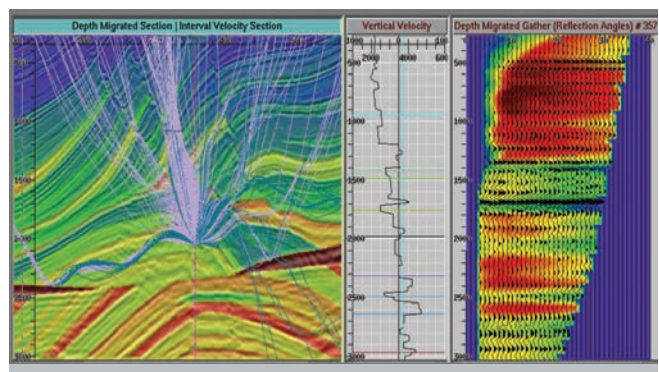 Depth Migrated Section | Interval Velocity Section
Vertical Velocity
Depth Migrated Gather (Reflection Angles) # 357
2000 4000
500 500 500
1000 1000 1000
1500 1500 1500
2000 2000 2000
2500 2500 2500
3000 3000 3000